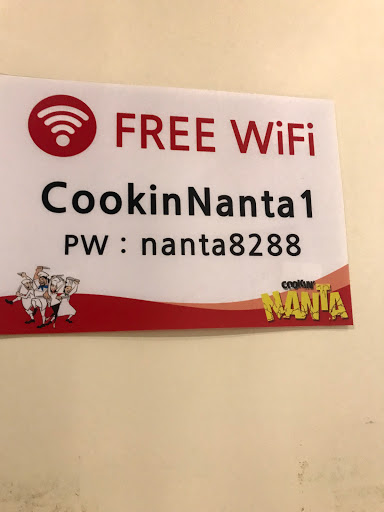 FREE WiFi
CookinNanta1
PW : nanta8288
COOKIN'
NANTA